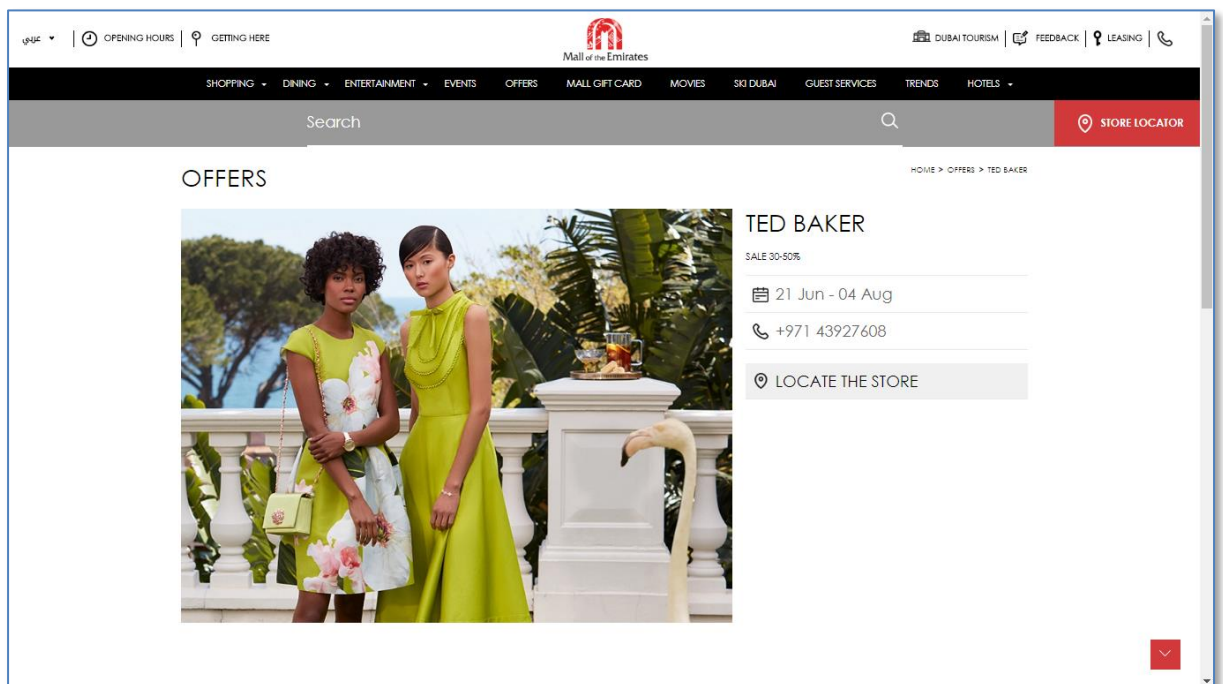 عربي
OPENING HOURS
GETTING HERE
Mall of the Emirates
DUBAI TOURISM
FEEDBACK
LEASING
SHOPPING DINING ENTERTAINMENT EVENTS OFFERS MALL GIFT CARD MOVIES SKI DUBAI GUEST SERVICES TRENDS HOTELS
Search
STORE LOCATOR
OFFERS
HOME > OFFERS > TED BAKER
TED BAKER
SALE 30-50%
21 Jun - 04 Aug
+971 43927608
LOCATE THE STORE